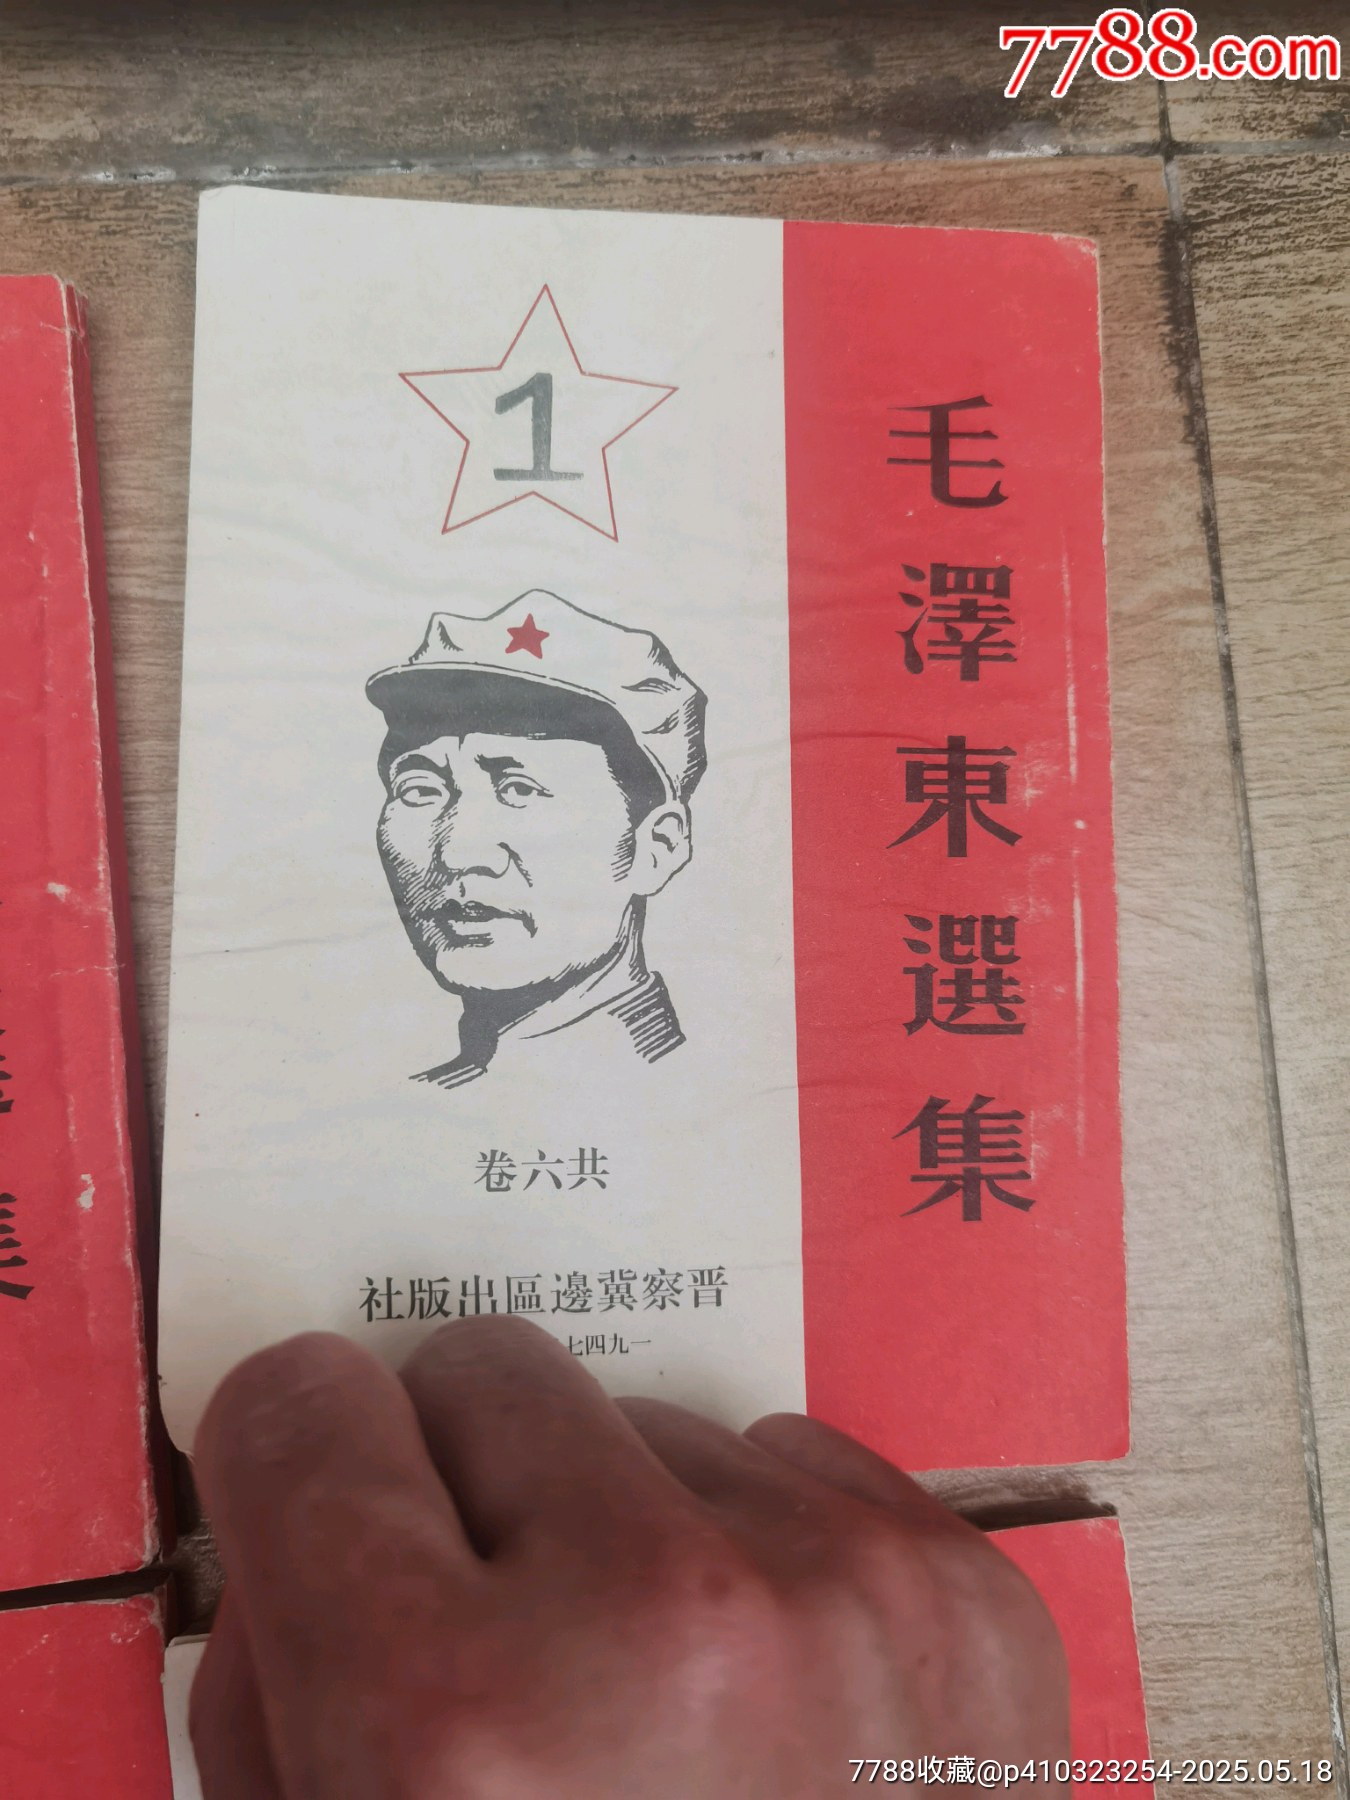 7788.com
毛澤東選集
1
共六卷
晋察冀邊區出版社
一九四七
集
7788收藏@p410323254-2025.05.18